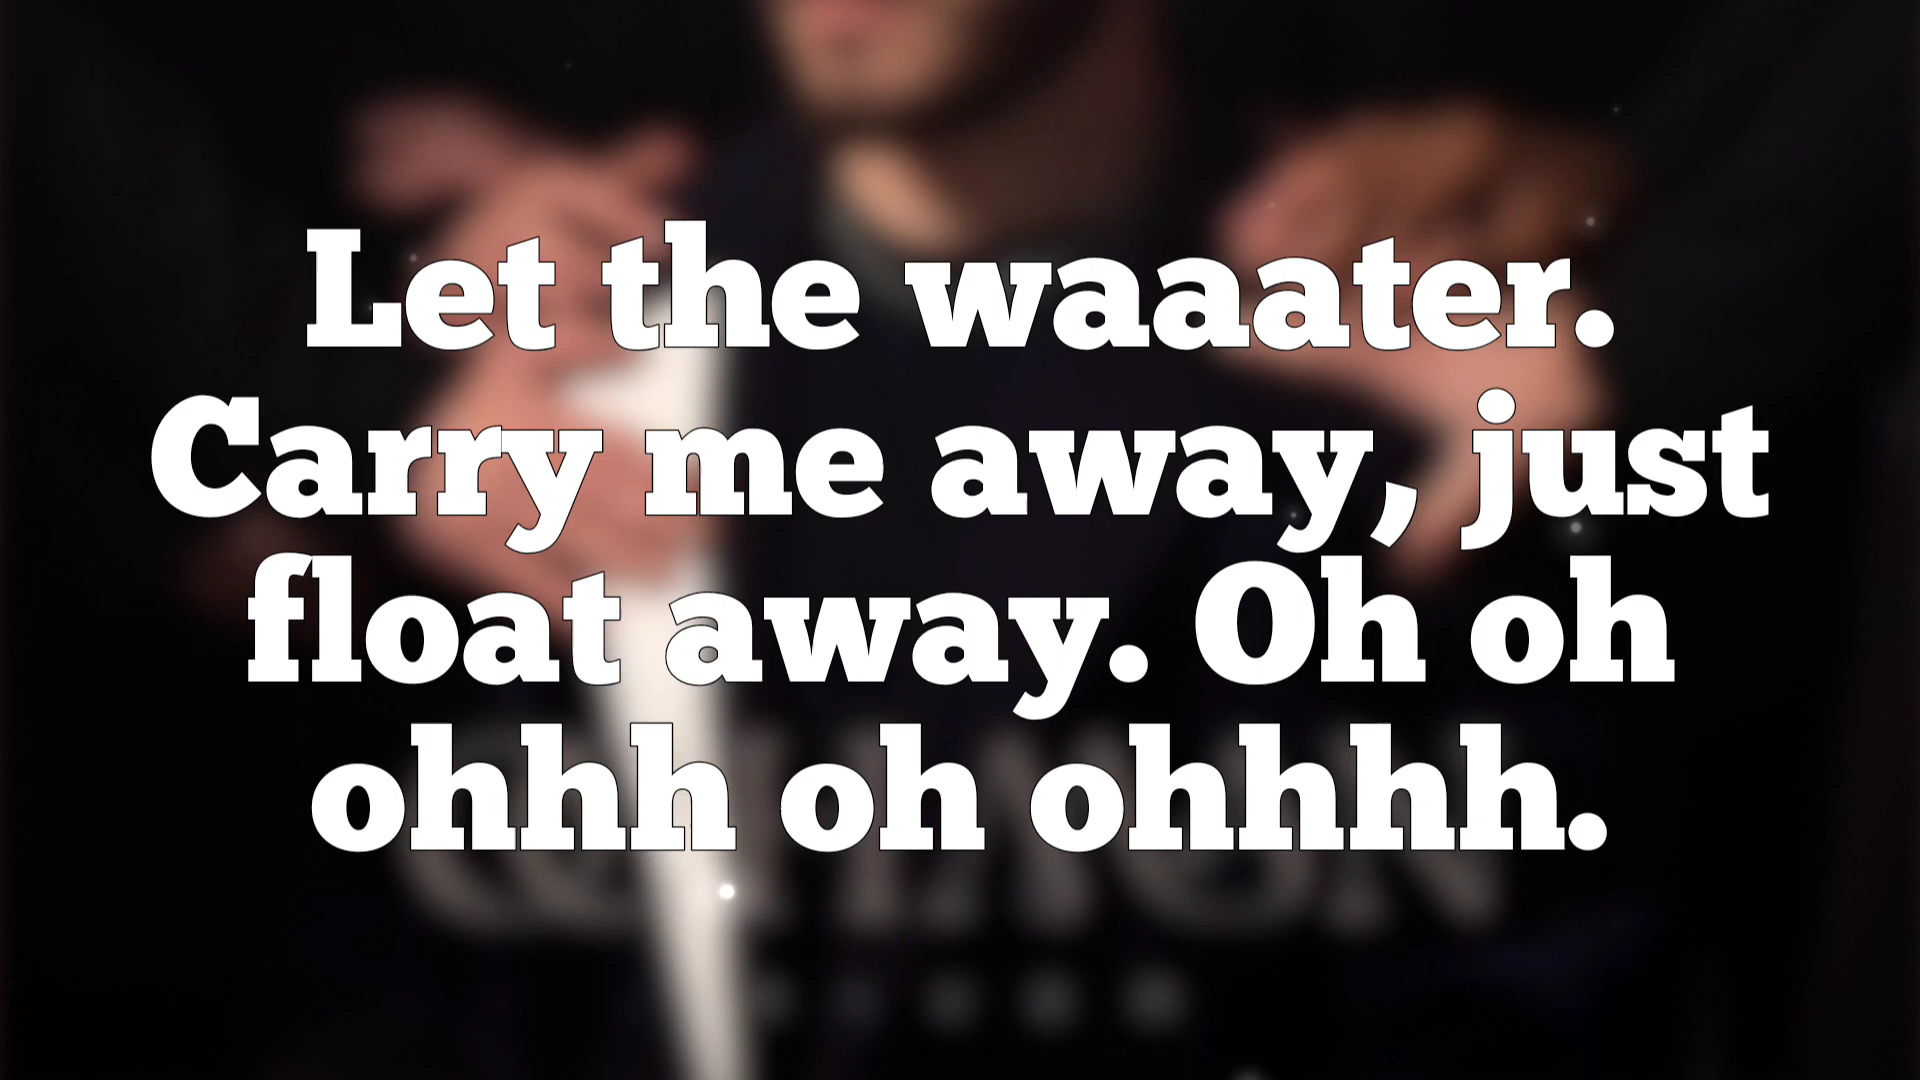 Let the waaater.
Carry me away, just
float away. Oh oh
ohhh oh ohhhh.